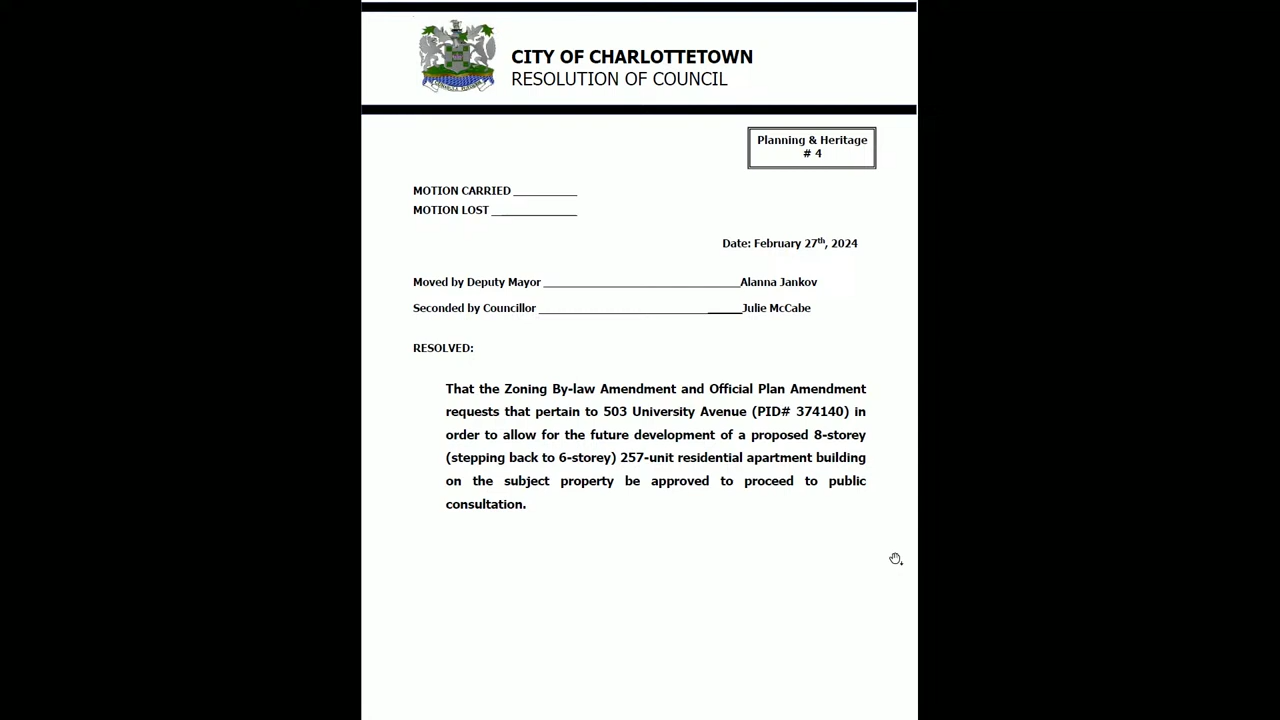 CITY OF CHARLOTTETOWN
RESOLUTION OF COUNCIL
Planning & Heritage
# 4
MOTION CARRIED __________
MOTION LOST _____________
Date: February 27th, 2024
Moved by Deputy Mayor _______________________________Alanna Jankov
Seconded by Councillor ________________________________Julie McCabe
RESOLVED:
That the Zoning By-law Amendment and Official Plan Amendment
requests that pertain to 503 University Avenue (PID# 374140) in
order to allow for the future development of a proposed 8-storey
(stepping back to 6-storey) 257-unit residential apartment building
on the subject property be approved to proceed to public
consultation.